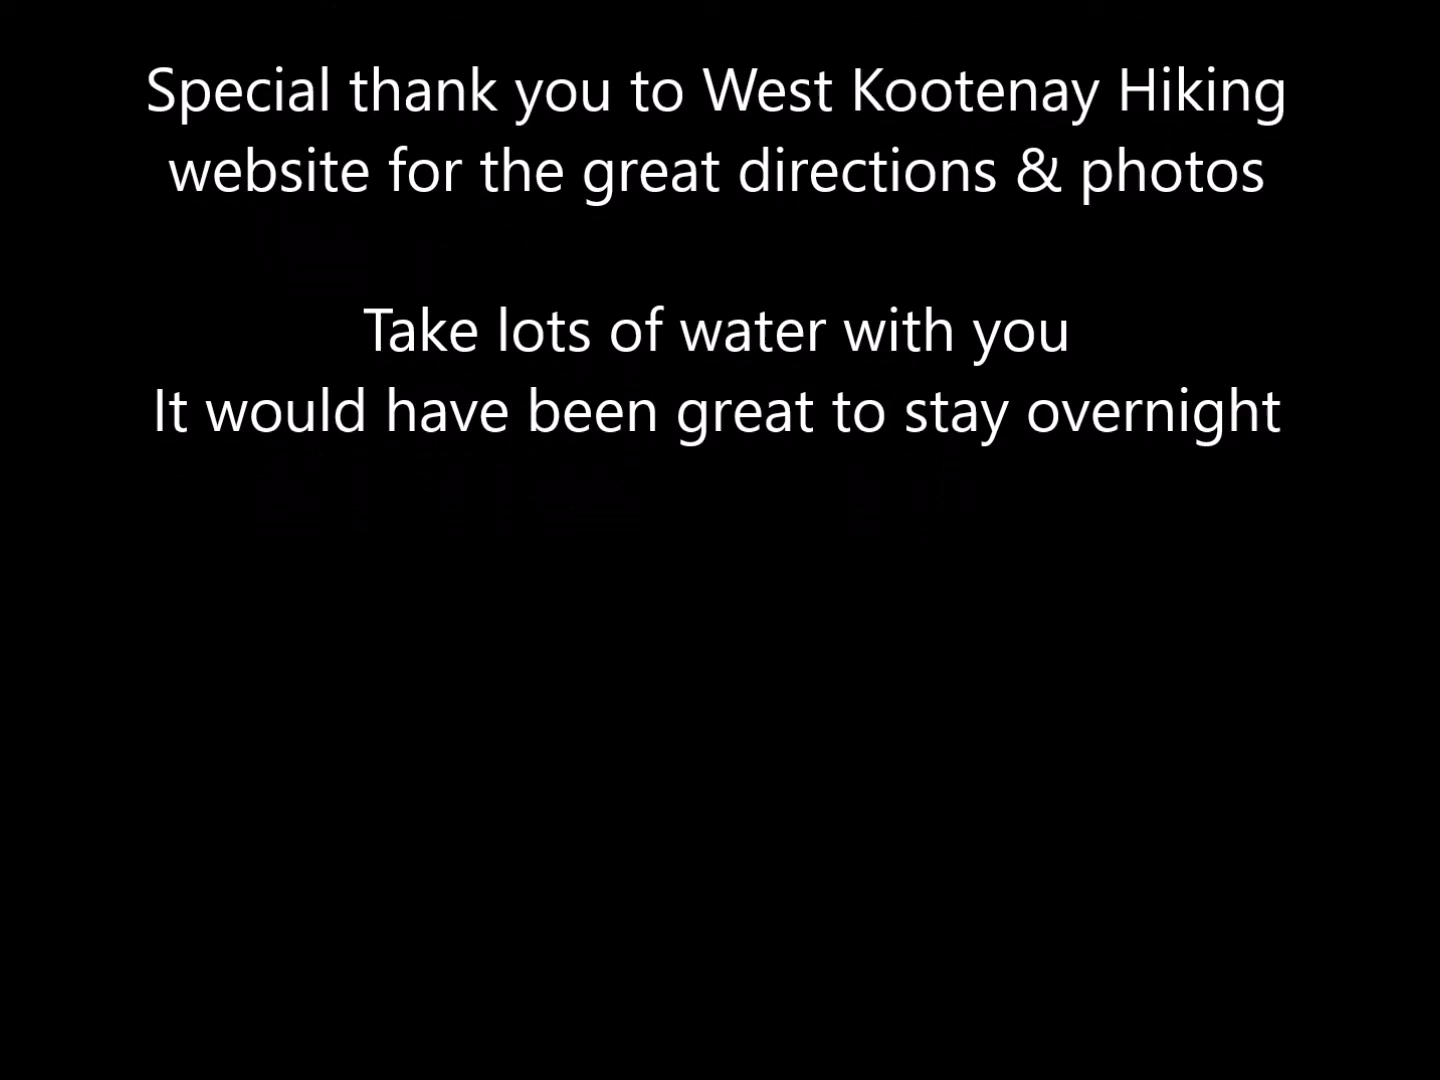 Special thank you to West Kootenay Hiking
website for the great directions & photos
Take lots of water with you
It would have been great to stay overnight